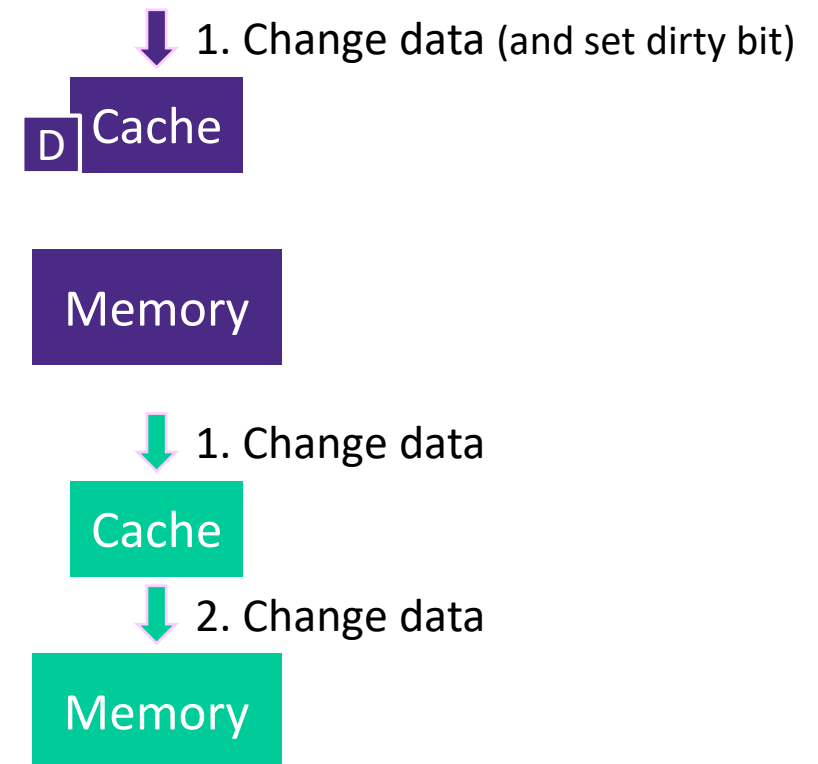 1. Change data (and set dirty bit)
Cache
D
Memory
1. Change data
Cache
2. Change data
Memory